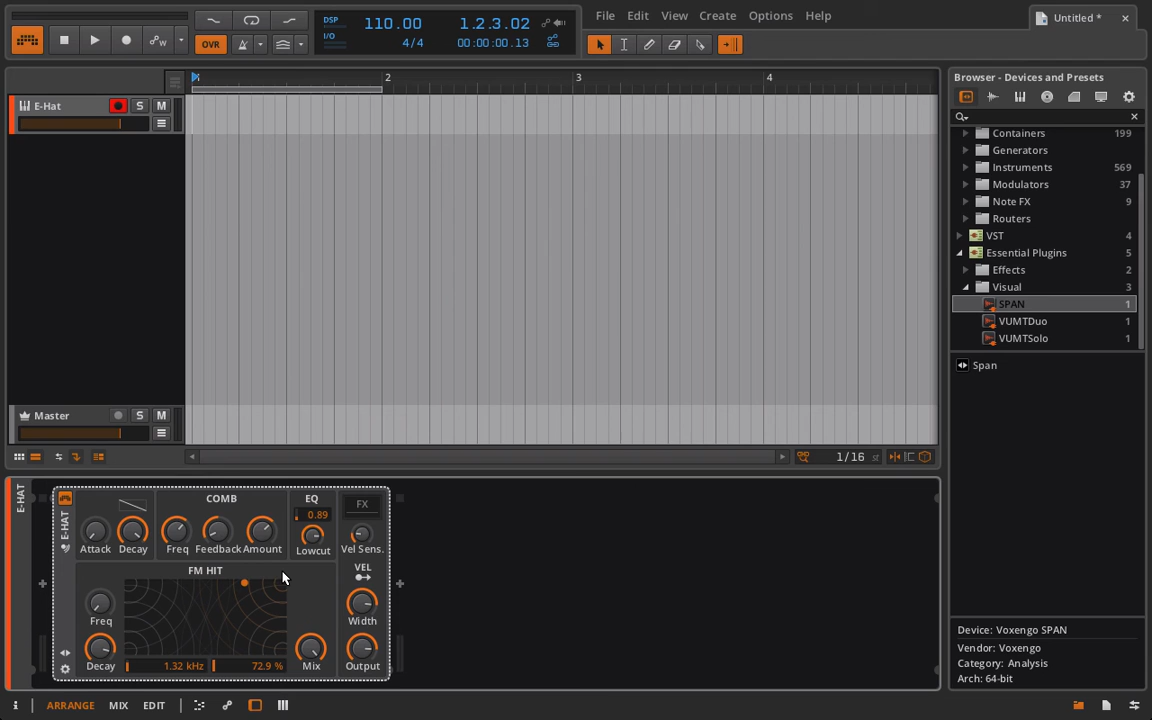 File Edit View Create Options Help
Untitled * ×
DSP 110.00 1.2.3.02
I/O 4/4 00:00:00.13
OVR
Browser - Devices and Presets
2 3 4
E-Hat S M
Containers 199
Generators
Instruments 569
Modulators 37
Note FX 9
Routers
VST 4
Essential Plugins 5
Effects 2
Visual 3
SPAN 1
VUMTDuo 1
VUMTSolo 1
Span
Master S M
1/16 st
E-HAT
E-HAT
COMB EQ FX
0.89
Attack Decay Freq Feedback Amount Lowcut Vel Sens.
FM HIT VEL
Freq Width
Decay 1.32 kHz 72.9 % Mix Output
Device: Voxengo SPAN
Vendor: Voxengo
Category: Analysis
Arch: 64-bit
i ARRANGE MIX EDIT